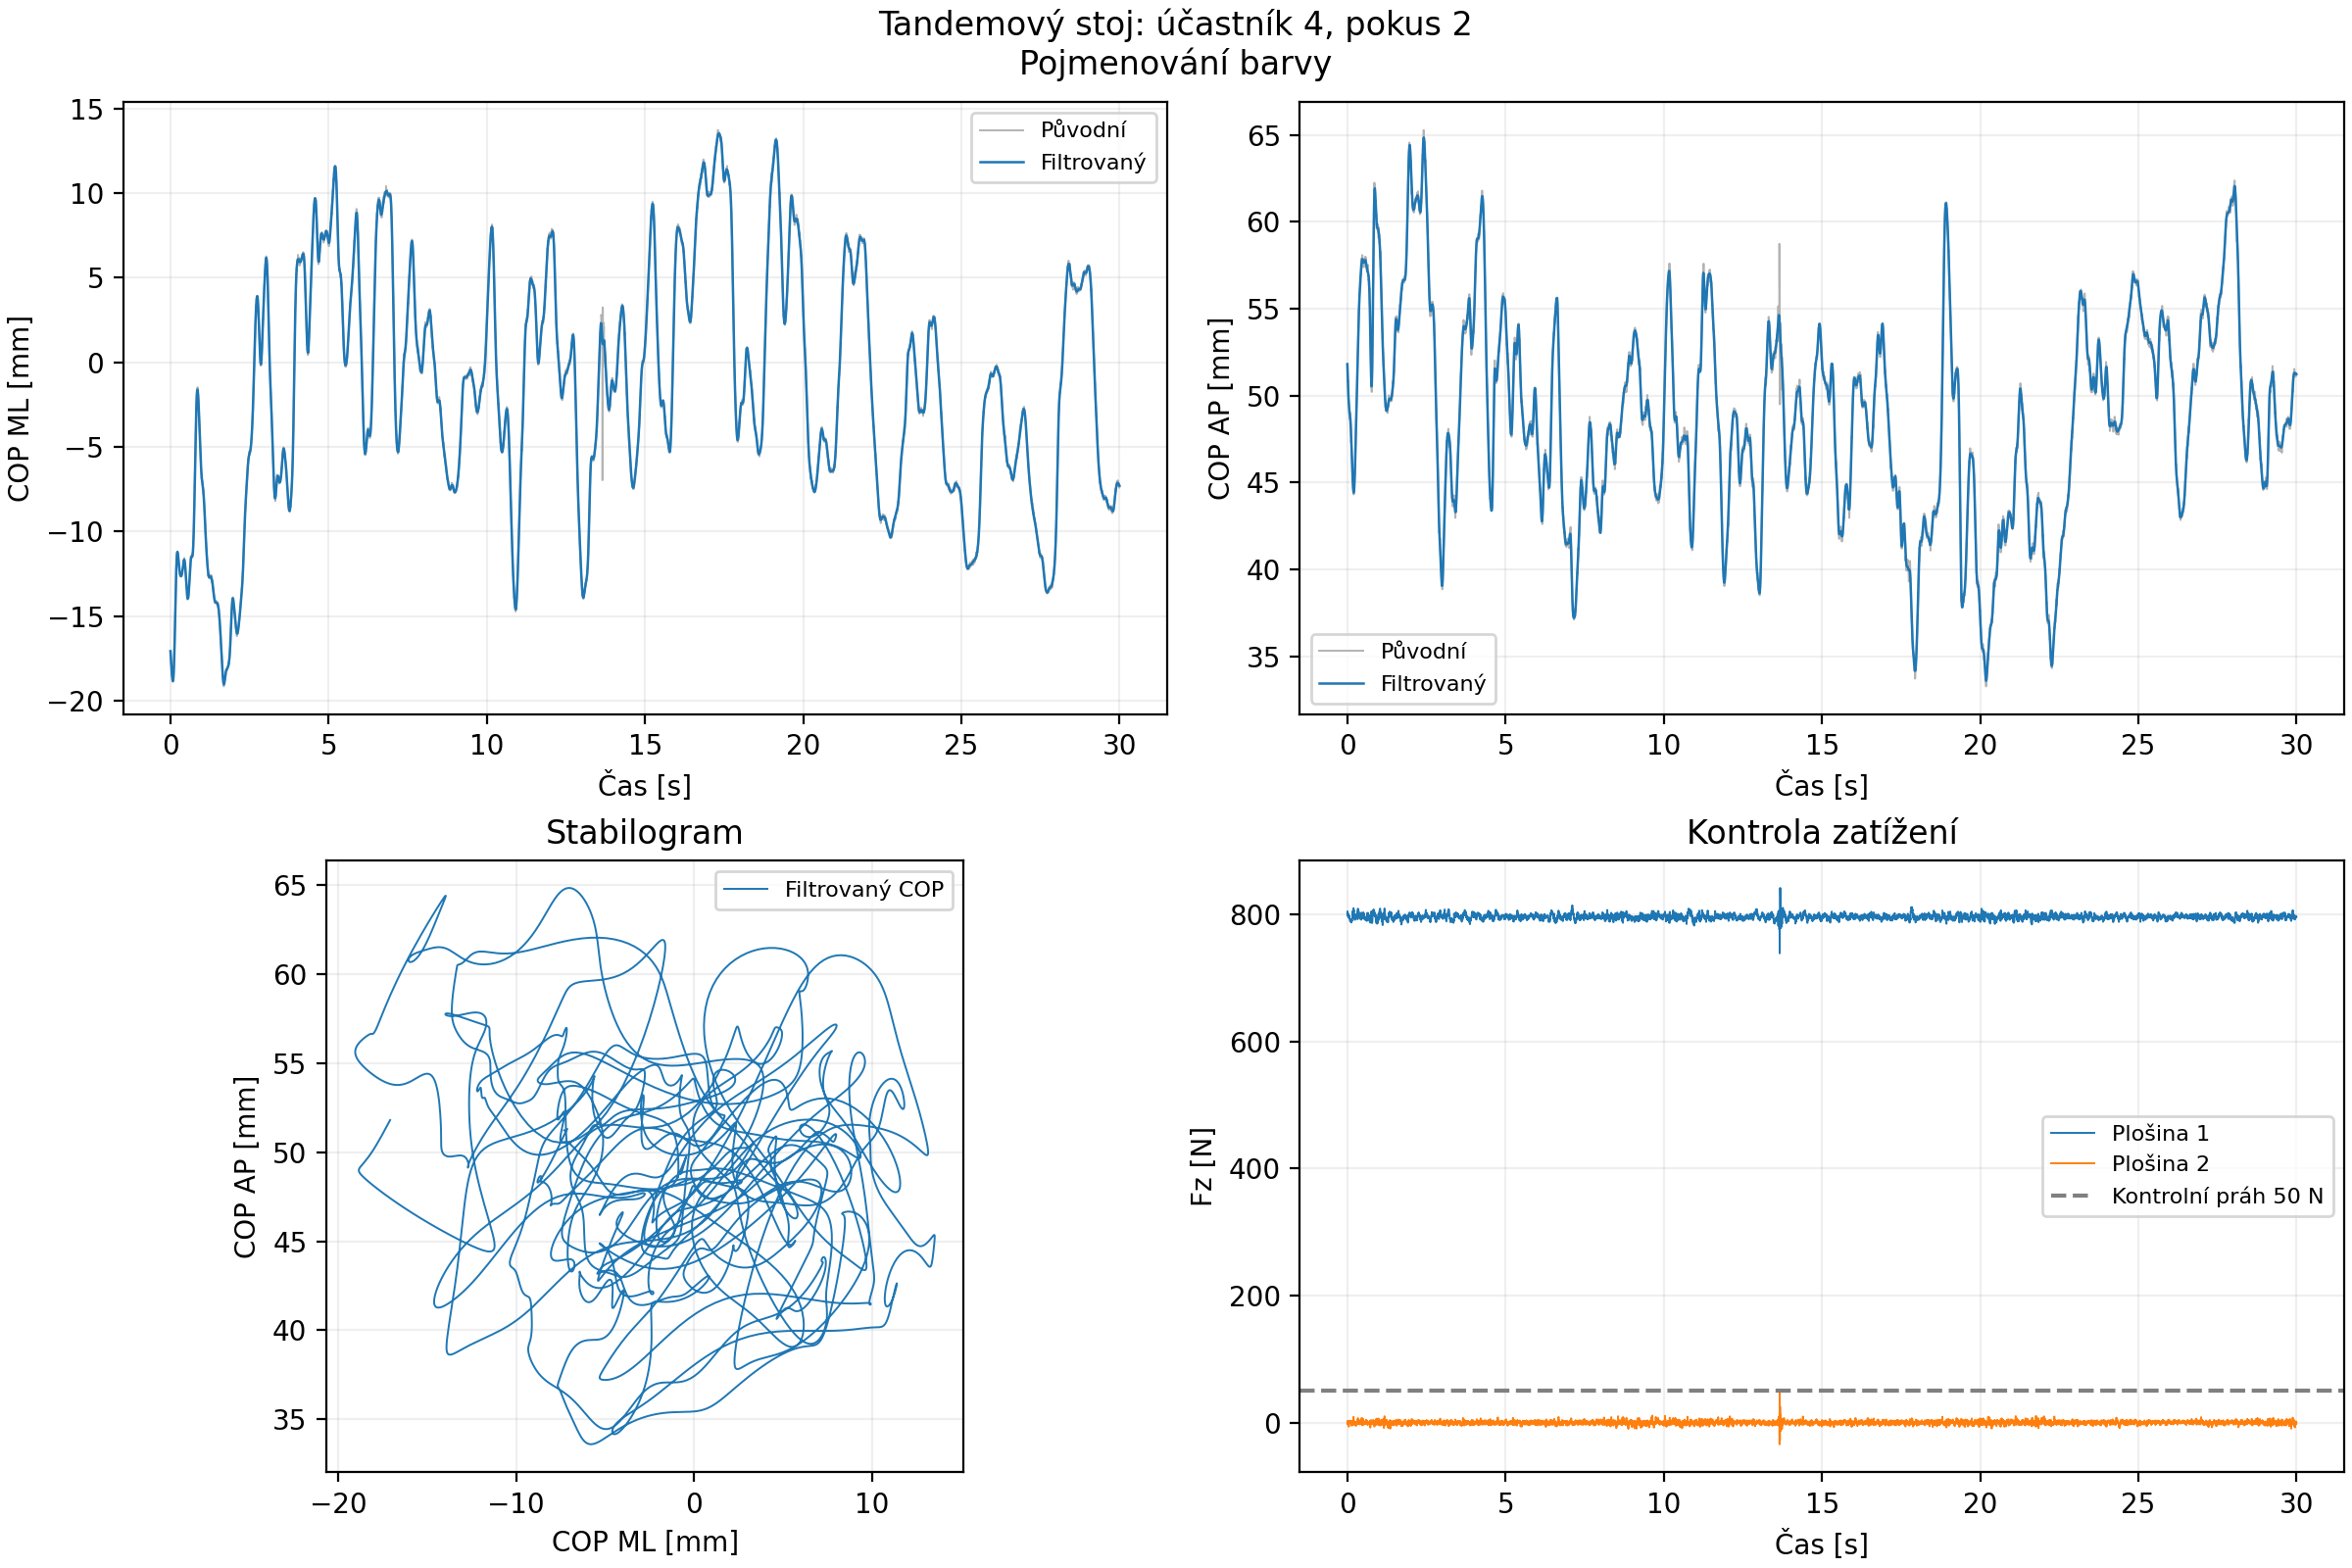 Tandemový stoj: účastník 4, pokus 2
Pojmenování barvy
COP ML [mm]
15
10
5
0
−5
−10
−15
−20
Původní
Filtrovaný
0 5 10 15 20 25 30
Čas [s]
COP AP [mm]
65
60
55
50
45
40
35
Původní
Filtrovaný
0 5 10 15 20 25 30
Čas [s]
Stabilogram
COP AP [mm]
65
60
55
50
45
40
35
Filtrovaný COP
−20 −10 0 10
COP ML [mm]
Kontrola zatížení
Fz [N]
800
600
400
200
0
Plošina 1
Plošina 2
Kontrolní práh 50 N
0 5 10 15 20 25 30
Čas [s]